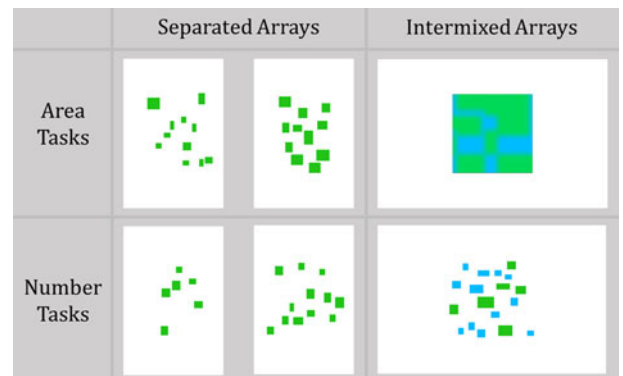 Separated Arrays
Intermixed Arrays
Area
Tasks
Number
Tasks